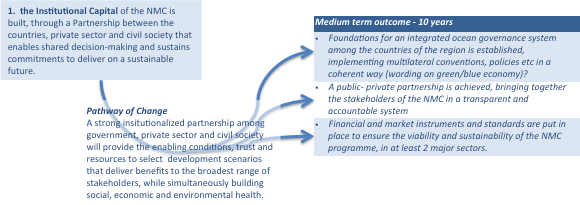 1. the Institutional Capital of the NMC is
built, through a Partnership between the
countries, private sector and civil society that
enables shared decision-making and sustains
commitments to deliver on a sustainable
future.
Pathway of Change
A strong insitutionalized partnership among
government, private sector and civil society
will provide the enabling conditions, trust and
resources to select development scenarios
that deliver benefits to the broadest range of
stakeholders, while simultaneously building
social, economic and environmental health.
Medium term outcome - 10 years
• Foundations for an integrated ocean governance system
among the countries of the region is established,
implementing multilateral conventions, policies etc in a
coherent way (wording on green/blue economy)?
• A public- private partnership is achieved, bringing together
the stakeholders of the NMC in a transparent and
accountable system
• Financial and market instruments and standards are put in
place to ensure the viability and sustainability of the NMC
programme, in at least 2 major sectors.